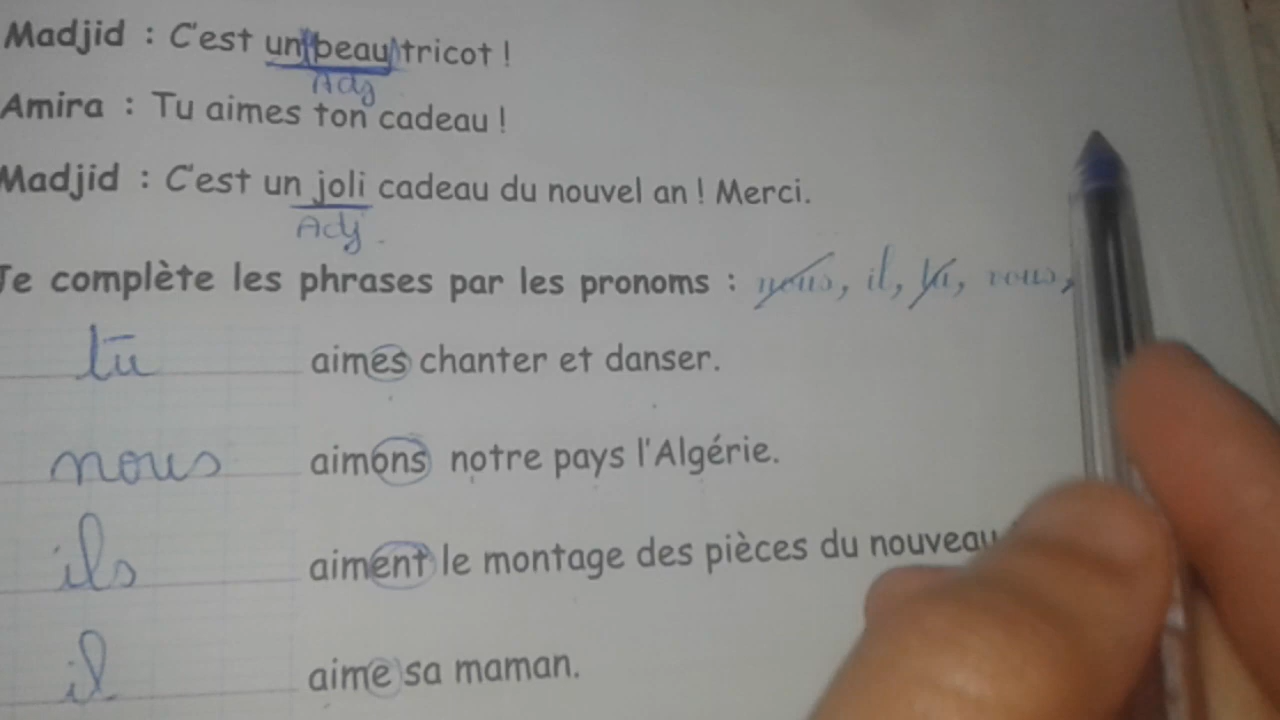 Madjid : C'est un beau tricot !
Adj
Amira : Tu aimes ton cadeau !
Madjid : C'est un joli cadeau du nouvel an ! Merci.
Adj.
Je complète les phrases par les pronoms : nous, il, tu, vous,
tu aimes chanter et danser.
nous aimons notre pays l'Algérie.
ils aiment le montage des pièces du nouveau
il aime sa maman.